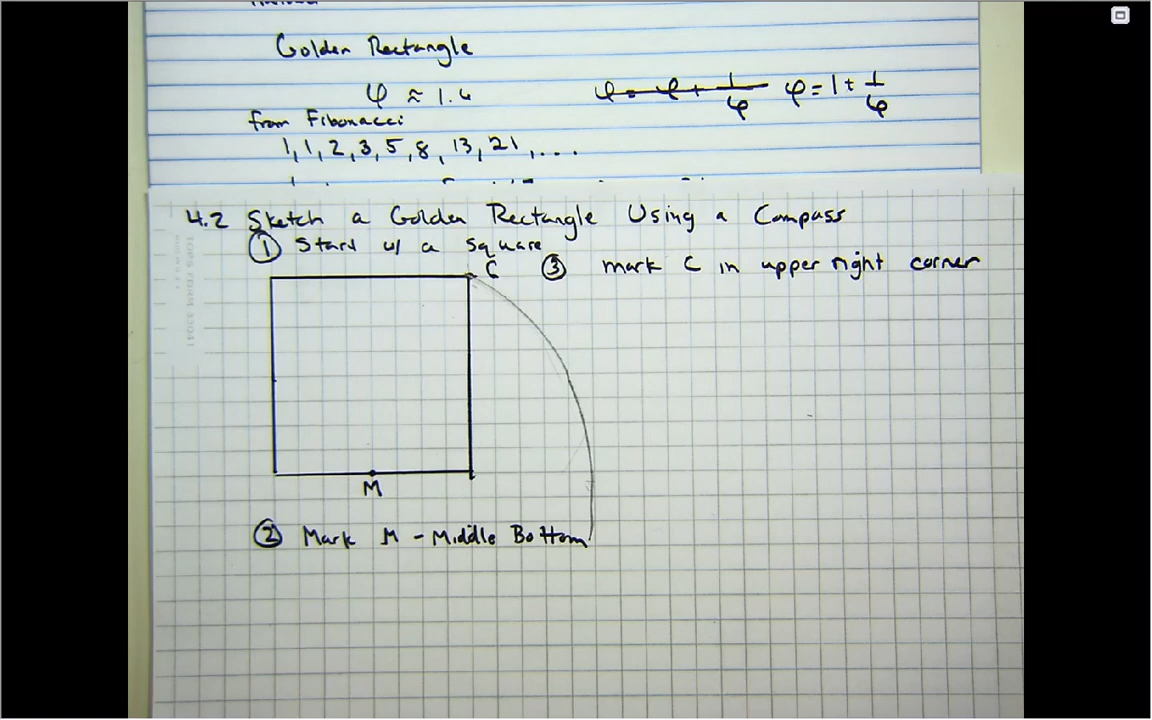 Golden Rectangle
φ ≈ 1.6
φ = φ + 1/φ φ = 1 + 1/φ
from Fibonacci
1, 1, 2, 3, 5, 8, 13, 21, ...
4.2 Sketch a Golden Rectangle Using a Compass
① Start w/ a square
C ③ mark C in upper right corner
M
② Mark M - Middle Bottom